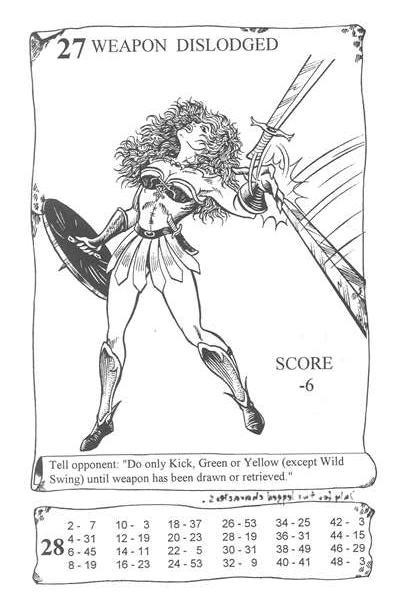 27 WEAPON DISLODGED
SCORE
-6
Tell opponent: "Do only Kick, Green or Yellow (except Wild
Swing) until weapon has been drawn or retrieved."
28
2 - 7 10 - 3 18 - 37 26 - 53 34 - 25 42 - 3
4 - 31 12 - 19 20 - 23 28 - 19 36 - 31 44 - 15
6 - 45 14 - 11 22 - 5 30 - 31 38 - 49 46 - 29
8 - 19 16 - 23 24 - 53 32 - 9 40 - 41 48 - 3